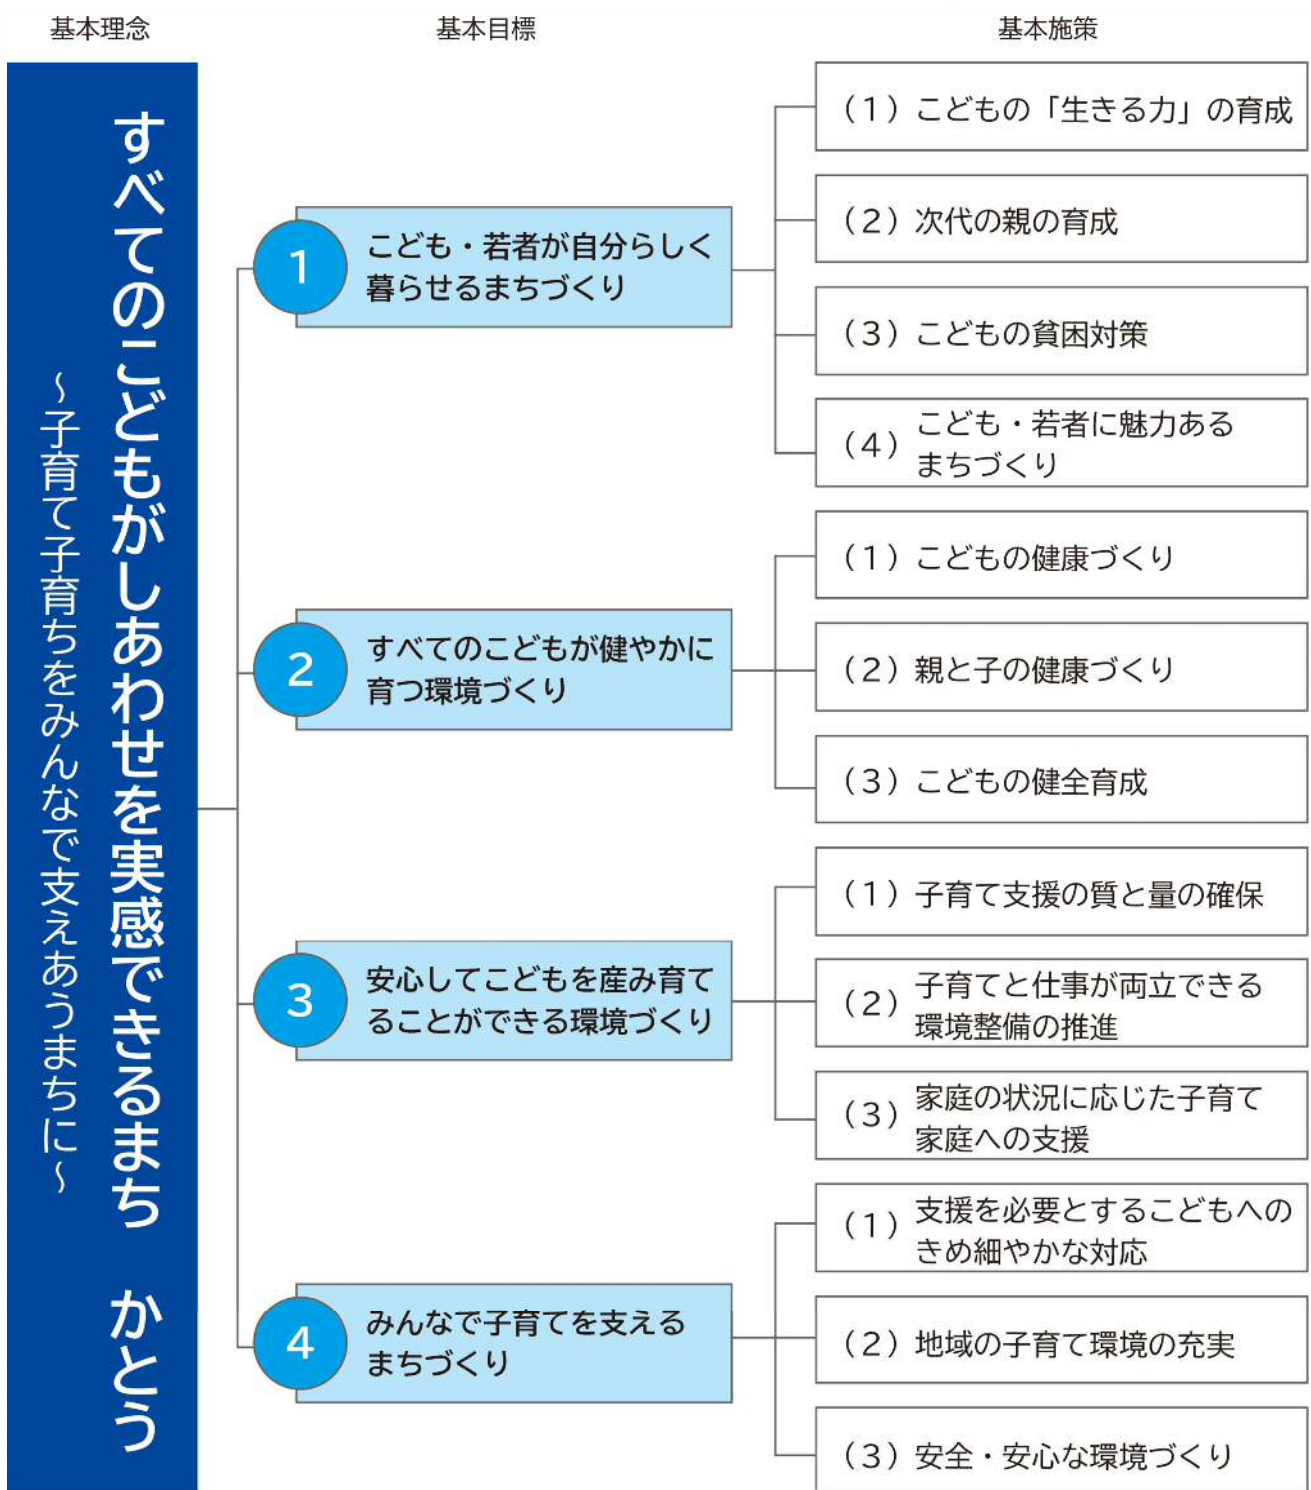 基本理念
基本目標
基本施策
すべてのこどもがしあわせを実感できるまち　かとう
～子育て子育ちをみんなで支えあうまちに～
1
こども・若者が自分らしく
暮らせるまちづくり
（1）こどもの「生きる力」の育成
（2）次代の親の育成
（3）こどもの貧困対策
（4）こども・若者に魅力ある
まちづくり
2
すべてのこどもが健やかに
育つ環境づくり
（1）こどもの健康づくり
（2）親と子の健康づくり
（3）こどもの健全育成
3
安心してこどもを産み育て
ることができる環境づくり
（1）子育て支援の質と量の確保
（2）子育てと仕事が両立できる
環境整備の推進
（3）家庭の状況に応じた子育て
家庭への支援
4
みんなで子育てを支える
まちづくり
（1）支援を必要とするこどもへの
きめ細やかな対応
（2）地域の子育て環境の充実
（3）安全・安心な環境づくり